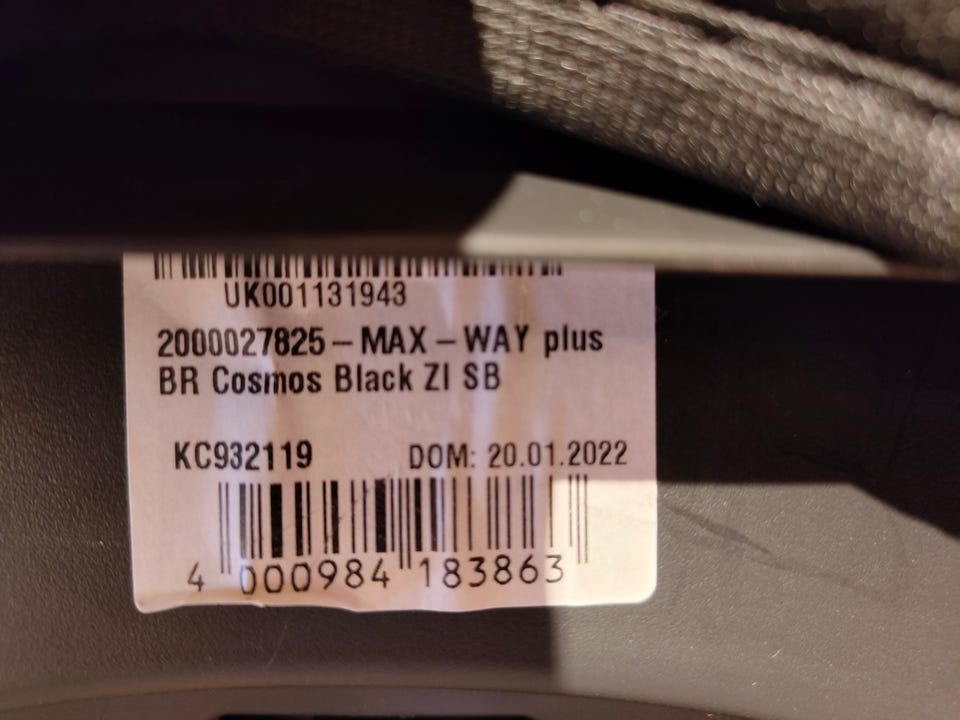 UK001131943
2000027825 – MAX – WAY plus
BR Cosmos Black ZI SB
KC932119 DOM: 20.01.2022
4 000984 183863